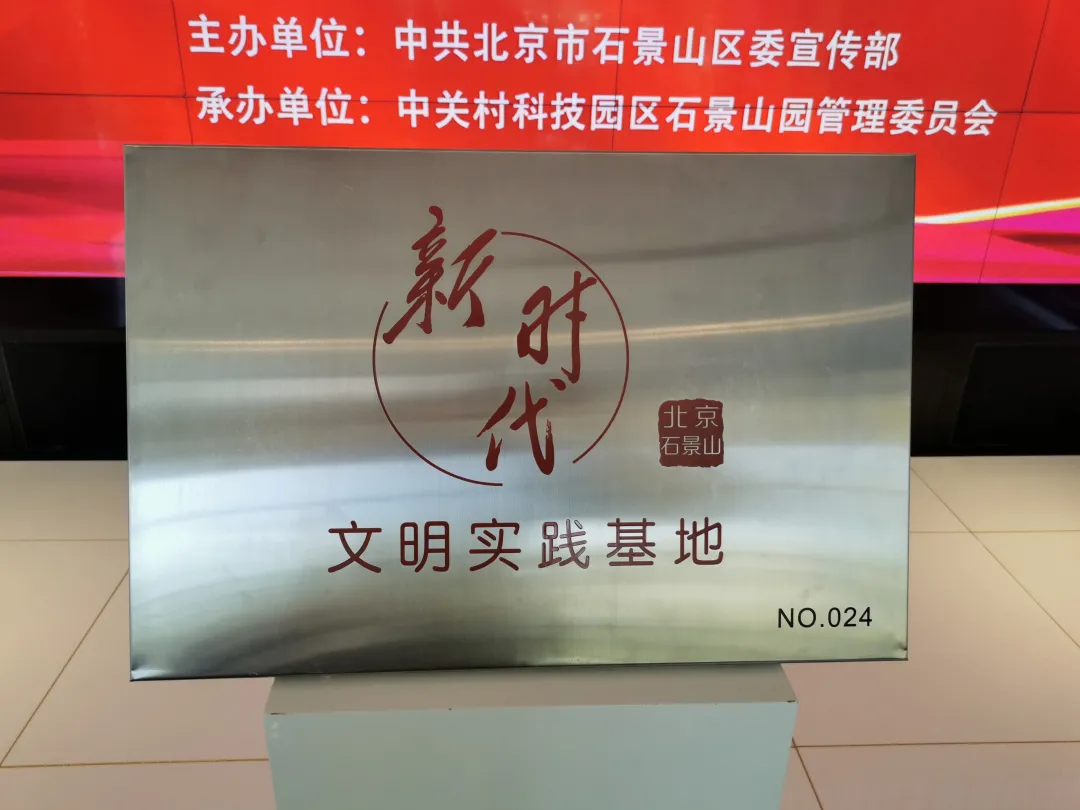 主办单位：中共北京市石景山区委宣传部
承办单位：中关村科技园区石景山园管理委员会
新时代
北京
石景山
文明实践基地
NO.024